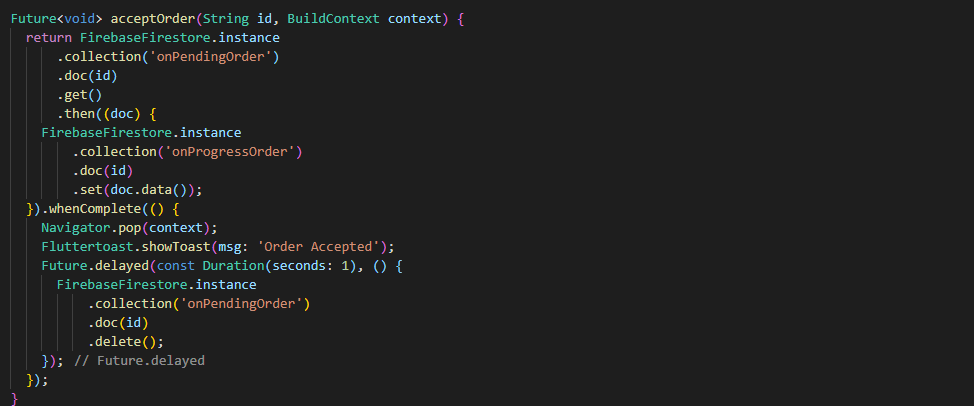 Future<void> acceptOrder(String id, BuildContext context) {
  return FirebaseFirestore.instance
      .collection('onPendingOrder')
      .doc(id)
      .get()
      .then((doc) {
    FirebaseFirestore.instance
        .collection('onProgressOrder')
        .doc(id)
        .set(doc.data());
  }).whenComplete(() {
    Navigator.pop(context);
    Fluttertoast.showToast(msg: 'Order Accepted');
    Future.delayed(const Duration(seconds: 1), () {
      FirebaseFirestore.instance
          .collection('onPendingOrder')
          .doc(id)
          .delete();
    }); // Future.delayed
  });
}